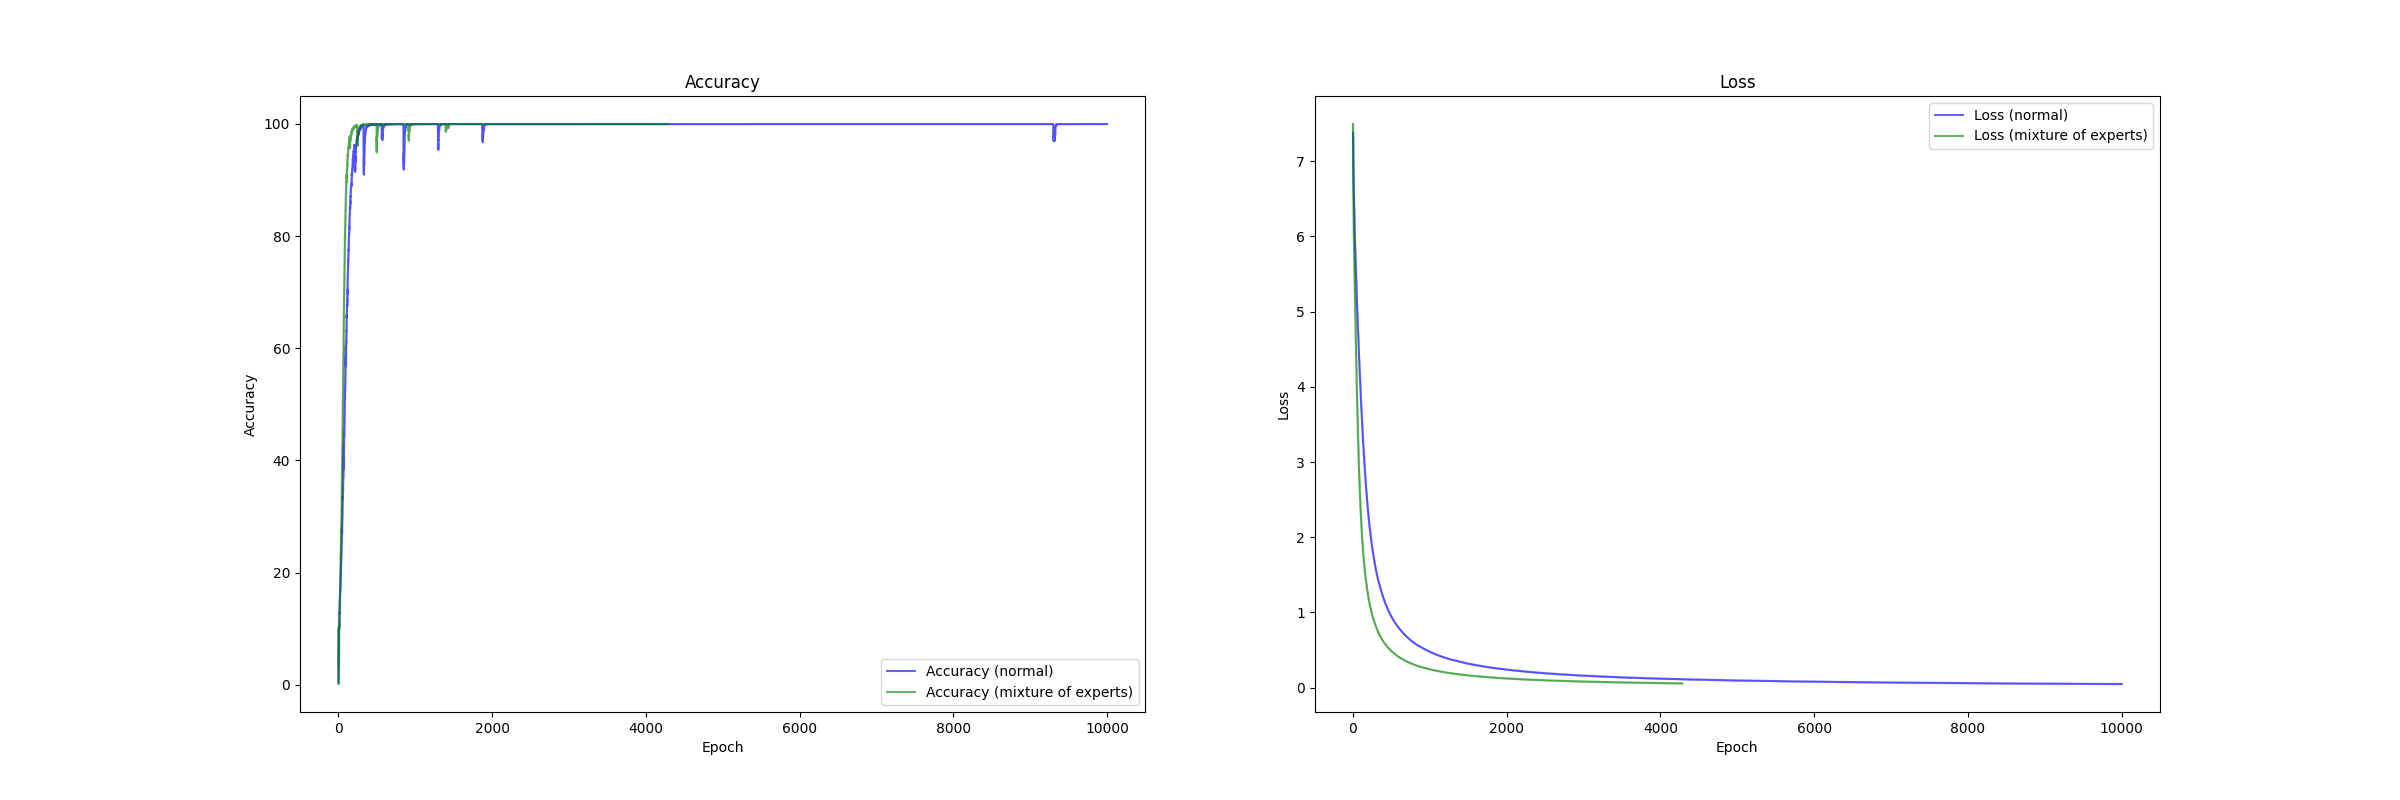 Accuracy
100
80
60
40
20
0
Accuracy
Accuracy (normal)
Accuracy (mixture of experts)
0 2000 4000 6000 8000 10000
Epoch
Loss
7
6
5
4
3
2
1
0
Loss
Loss (normal)
Loss (mixture of experts)
0 2000 4000 6000 8000 10000
Epoch